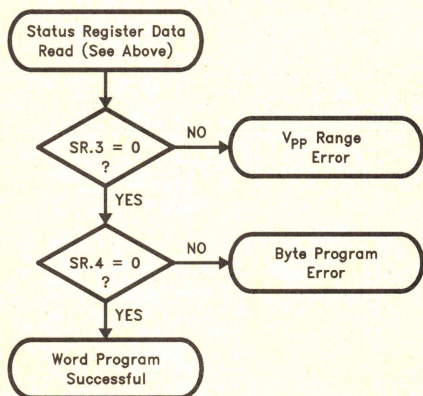 Status Register Data
Read (See Above)
SR.3 = 0
?
NO
VPP Range
Error
YES
SR.4 = 0
?
NO
Byte Program
Error
YES
Word Program
Successful